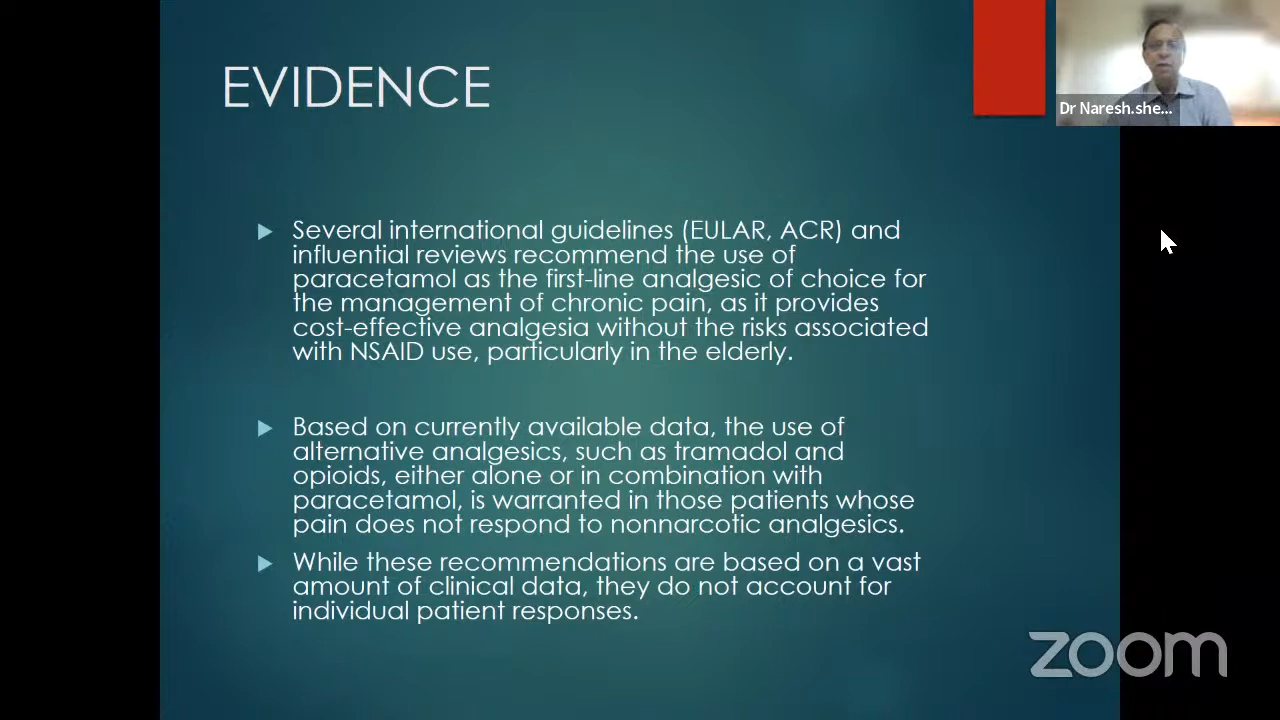 EVIDENCE
Dr Naresh.she...
Several international guidelines (EULAR, ACR) and
influential reviews recommend the use of
paracetamol as the first-line analgesic of choice for
the management of chronic pain, as it provides
cost-effective analgesia without the risks associated
with NSAID use, particularly in the elderly.
Based on currently available data, the use of
alternative analgesics, such as tramadol and
opioids, either alone or in combination with
paracetamol, is warranted in those patients whose
pain does not respond to nonnarcotic analgesics.
While these recommendations are based on a vast
amount of clinical data, they do not account for
individual patient responses.
zoom